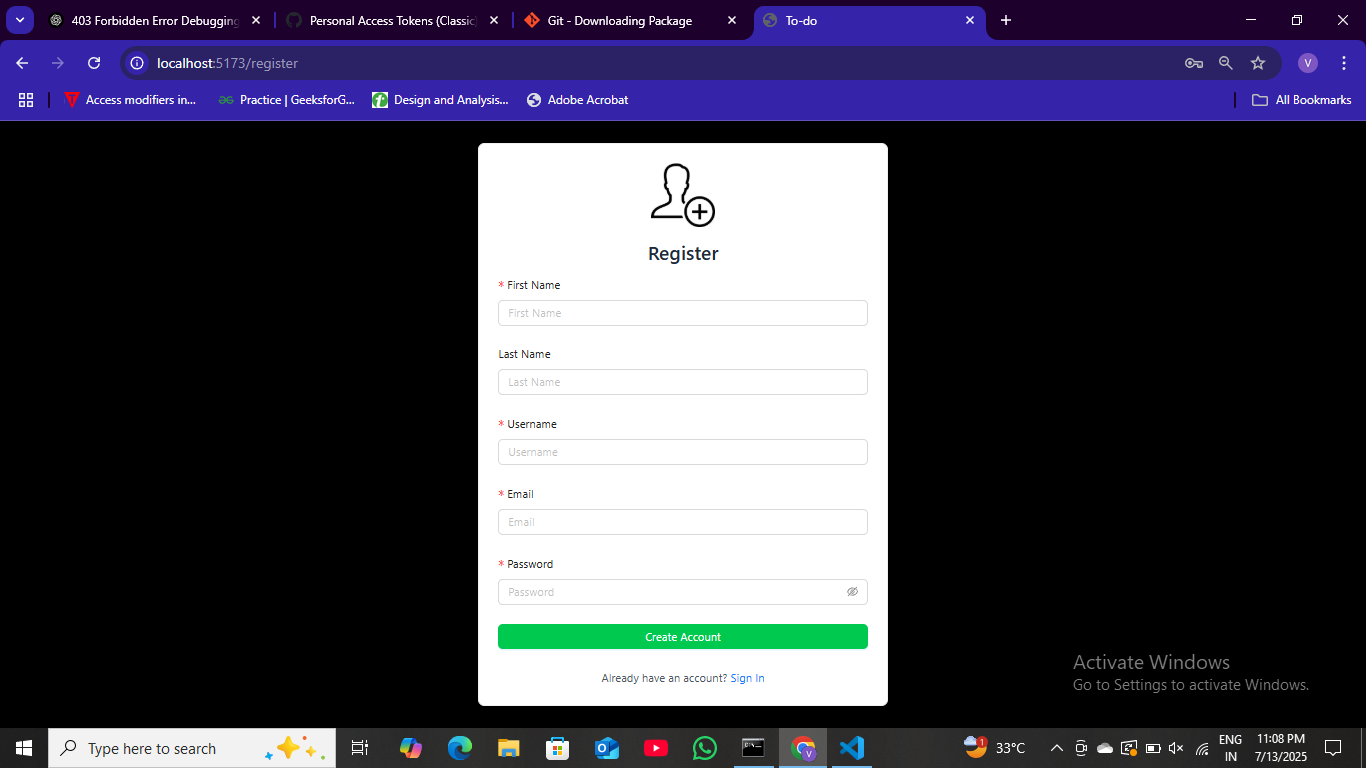 403 Forbidden Error Debugging
Personal Access Tokens (Classic)
Git - Downloading Package
To-do
localhost:5173/register
V
Access modifiers in...
Practice | GeeksforG...
Design and Analysis...
Adobe Acrobat
All Bookmarks
Register
* First Name
First Name
Last Name
Last Name
* Username
Username
* Email
Email
* Password
Password
Create Account
Already have an account? Sign In
Activate Windows
Go to Settings to activate Windows.
Type here to search
1
33°C
ENG
IN
11:08 PM
7/13/2025